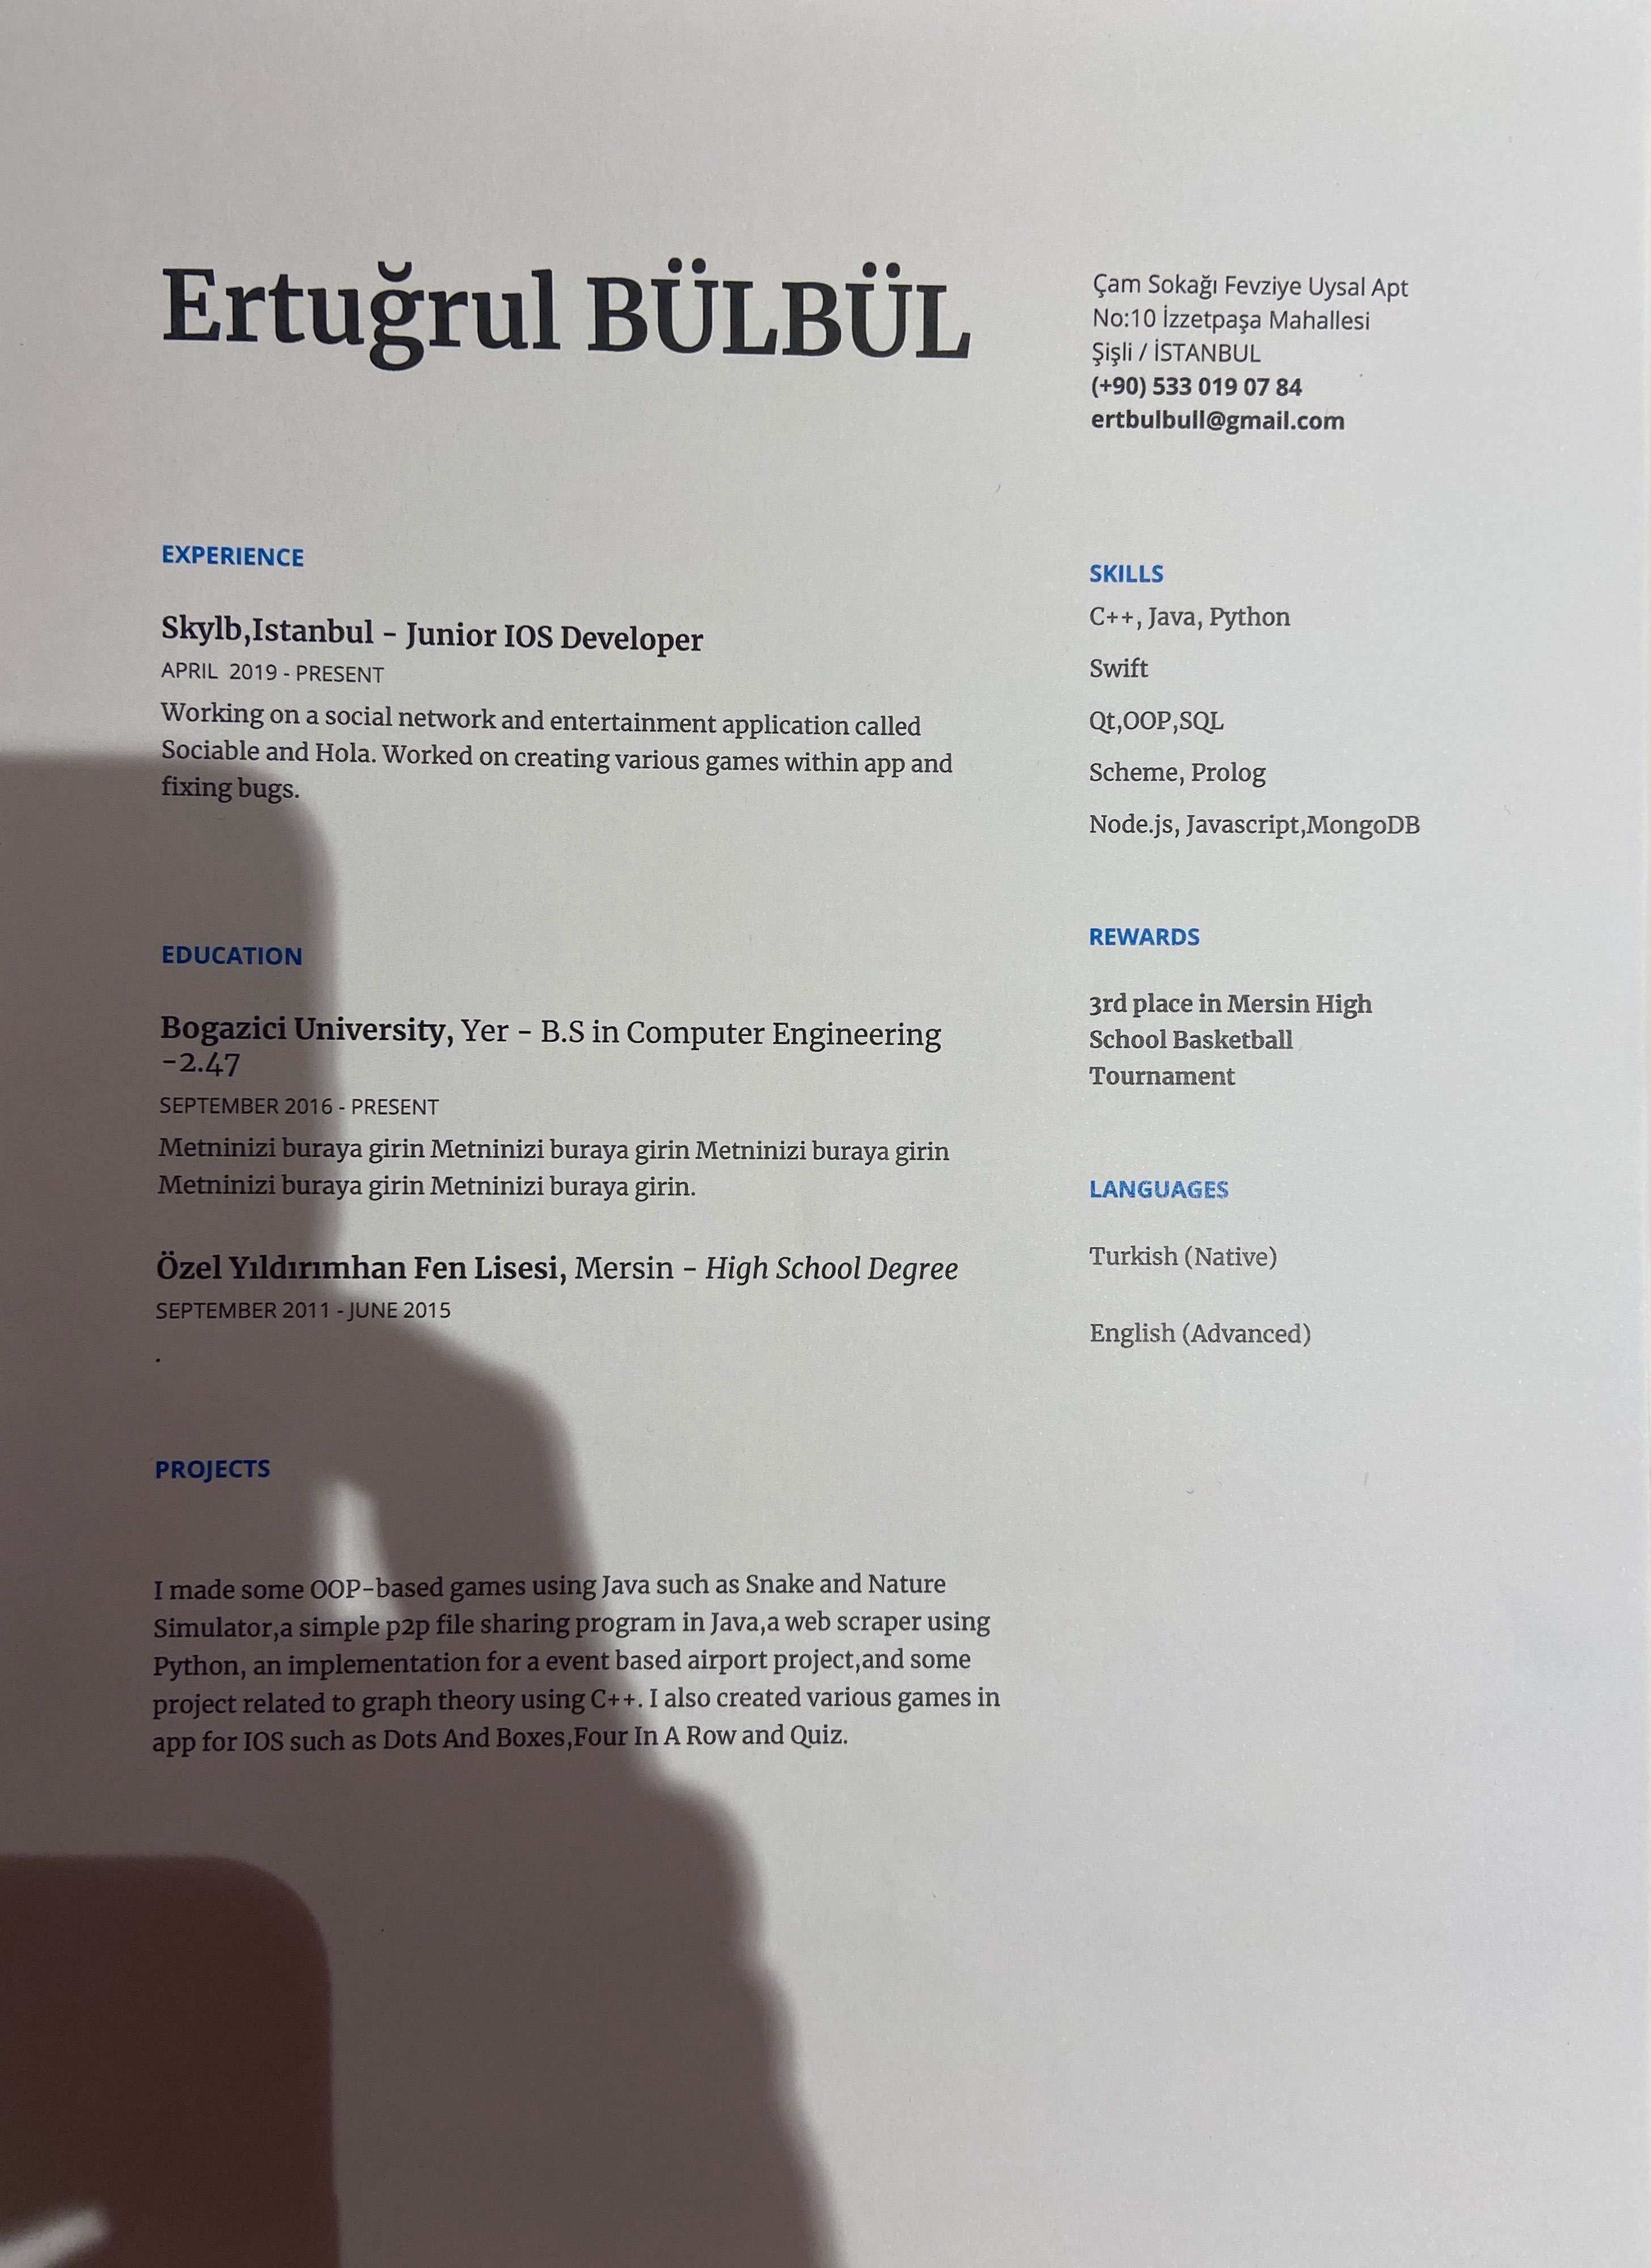 Ertuğrul BÜLBÜL
Çam Sokağı Fevziye Uysal Apt
No:10 İzzetpaşa Mahallesi
Şişli / İSTANBUL
(+90) 533 019 07 84
ertbulbull@gmail.com
EXPERIENCE
Skylb,Istanbul – Junior IOS Developer
APRIL  2019 - PRESENT
Working on a social network and entertainment application called
Sociable and Hola. Worked on creating various games within app and
fixing bugs.
EDUCATION
Bogazici University, Yer – B.S in Computer Engineering
–2.47
SEPTEMBER 2016 - PRESENT
Metninizi buraya girin Metninizi buraya girin Metninizi buraya girin
Metninizi buraya girin Metninizi buraya girin.
Özel Yıldırımhan Fen Lisesi, Mersin – High School Degree
SEPTEMBER 2011 - JUNE 2015
.
PROJECTS
I made some OOP-based games using Java such as Snake and Nature
Simulator,a simple p2p file sharing program in Java,a web scraper using
Python, an implementation for a event based airport project,and some
project related to graph theory using C++. I also created various games in
app for IOS such as Dots And Boxes,Four In A Row and Quiz.
SKILLS
C++, Java, Python
Swift
Qt,OOP,SQL
Scheme, Prolog
Node.js, Javascript,MongoDB
REWARDS
3rd place in Mersin High
School Basketball
Tournament
LANGUAGES
Turkish (Native)
English (Advanced)